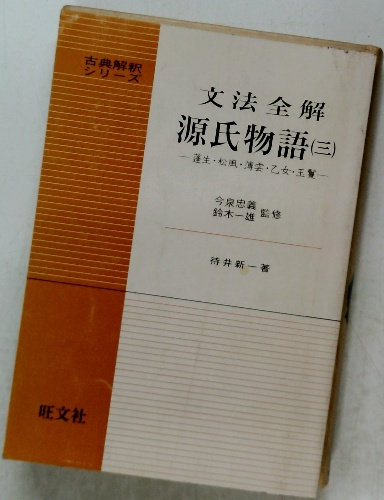 古典解釈
シリーズ
文法全解
源氏物語(三)
―蓬生・松風・薄雲・乙女・玉鬘―
今泉忠義
鈴木一雄 監修
待井新一著
旺文社